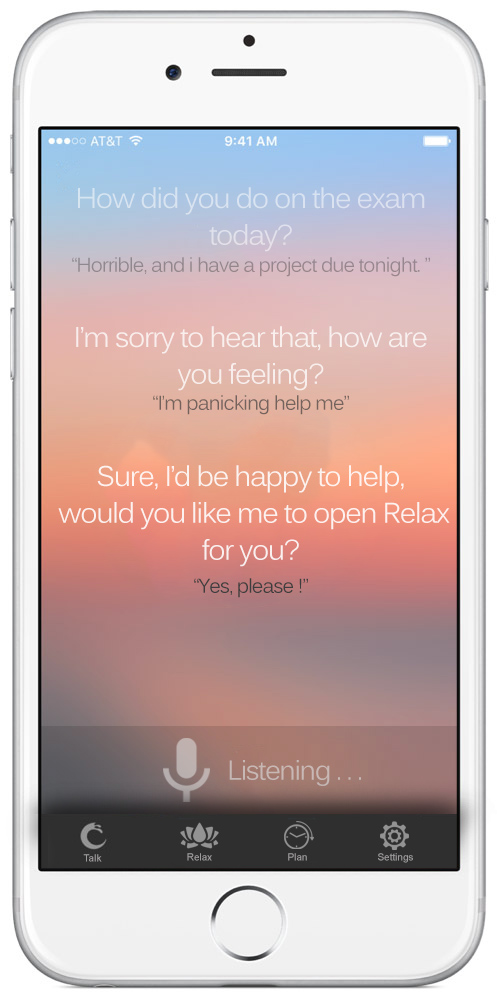 AT&T 9:41 AM
How did you do on the exam
today?
“Horrible, and i have a project due tonight. ”
I’m sorry to hear that, how are
you feeling?
“I’m panicking help me”
Sure, I’d be happy to help,
would you like me to open Relax
for you?
“Yes, please !”
Listening . . .
Talk Relax Plan Settings